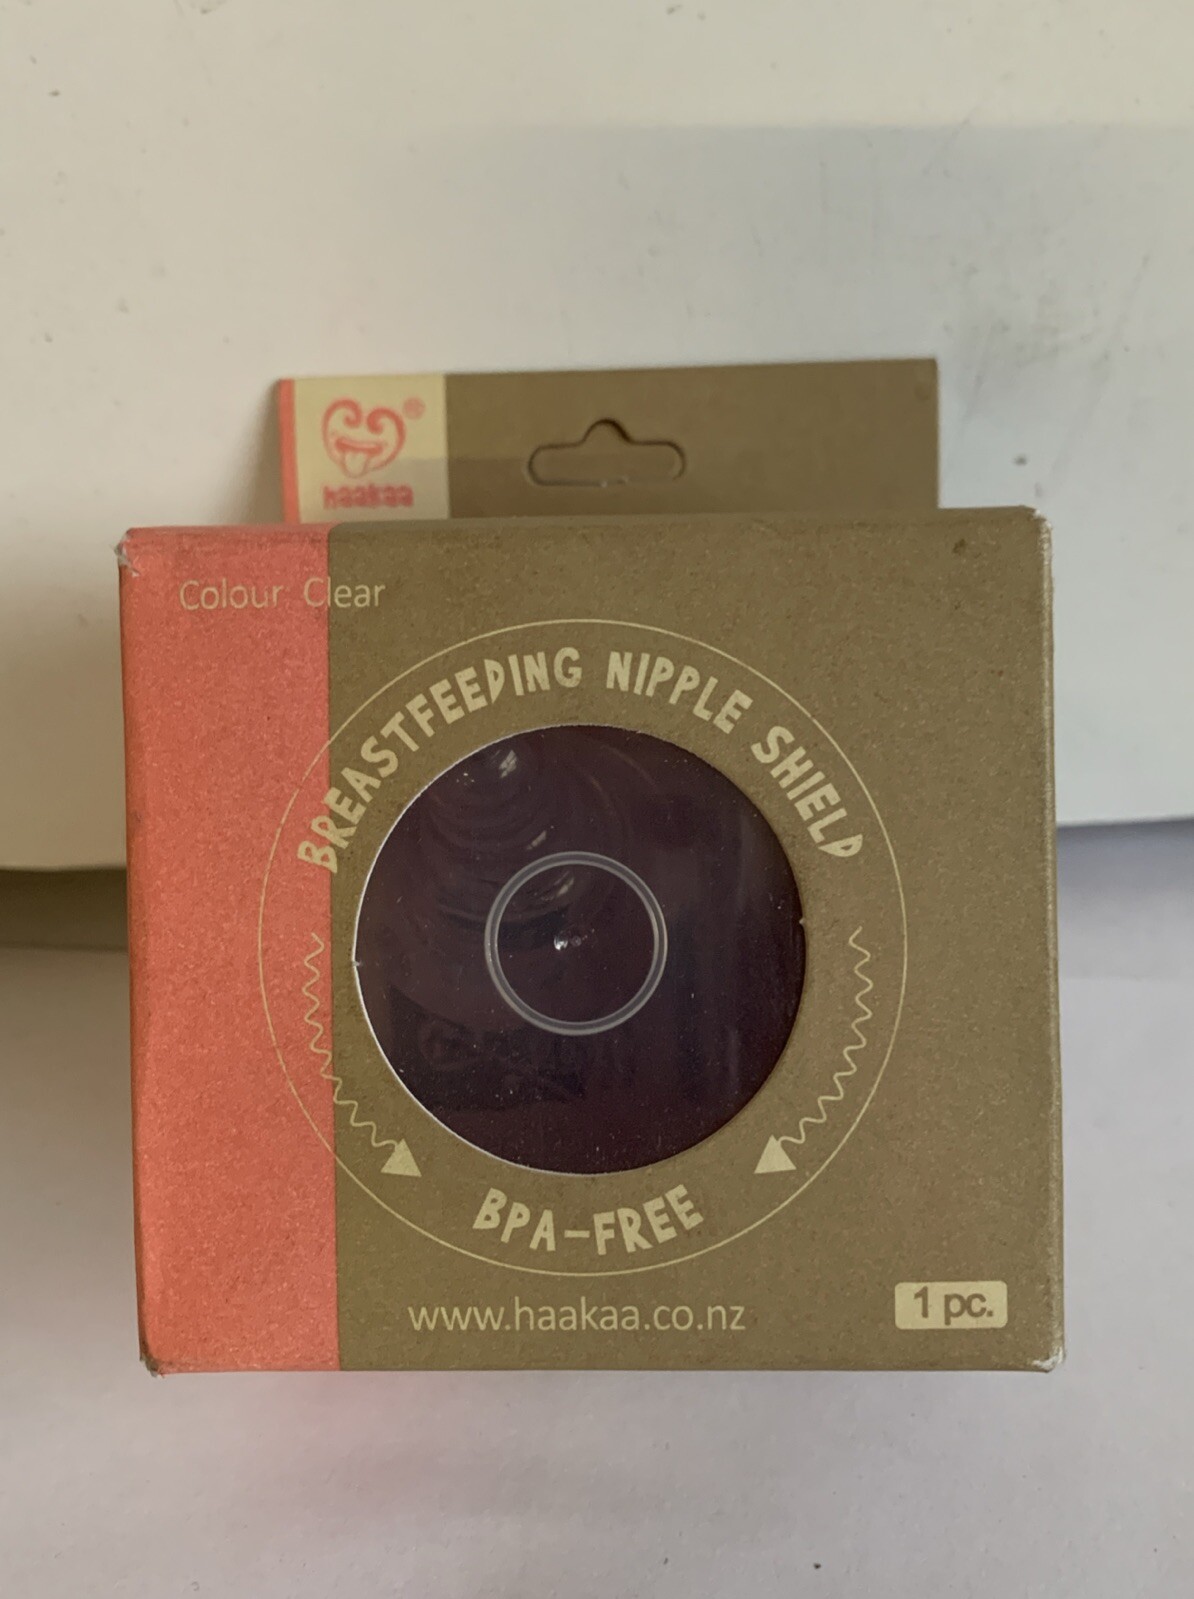 ®
haakaa
Colour Clear
BREASTFEEDING NIPPLE SHIELD
BPA-FREE
www.haakaa.co.nz
1 pc.